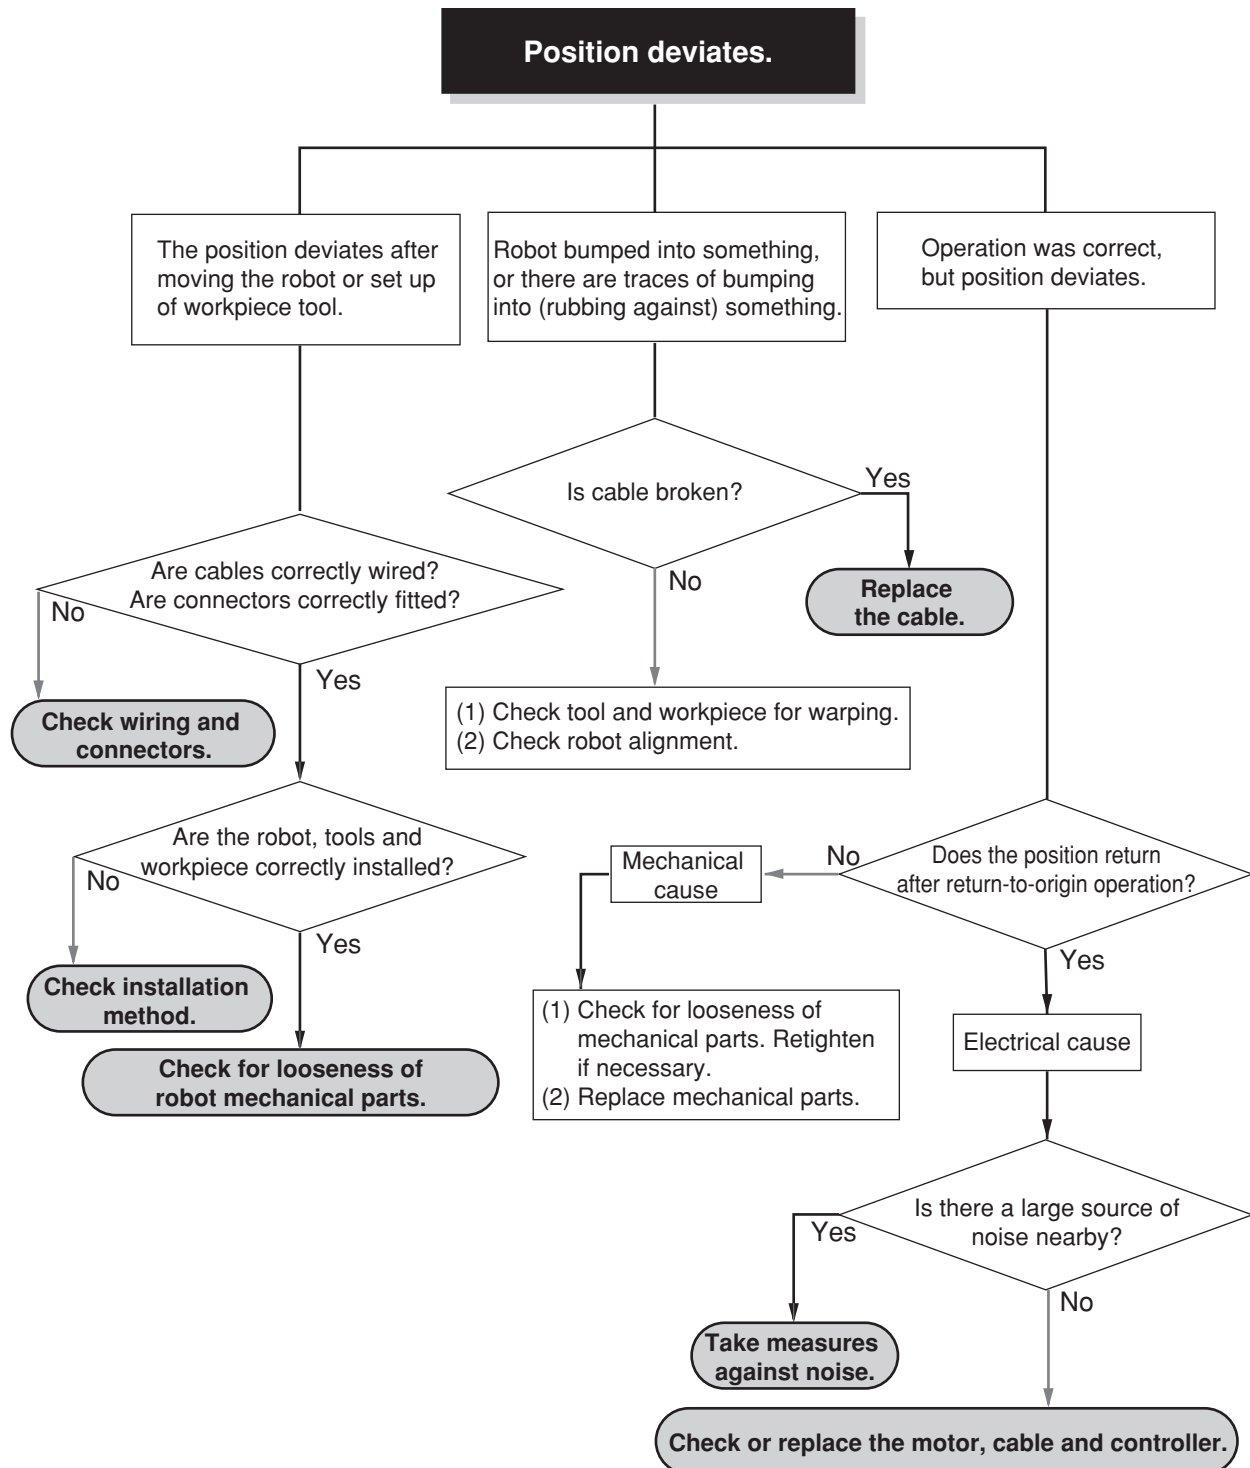 Position deviates.
The position deviates after
moving the robot or set up
of workpiece tool.
Robot bumped into something,
or there are traces of bumping
into (rubbing against) something.
Operation was correct,
but position deviates.
Is cable broken?
Yes
No
Replace
the cable.
Are cables correctly wired?
Are connectors correctly fitted?
No
Yes
Check wiring and
connectors.
(1) Check tool and workpiece for warping.
(2) Check robot alignment.
Are the robot, tools and
workpiece correctly installed?
No
Yes
Check installation
method.
Check for looseness of
robot mechanical parts.
Does the position return
after return-to-origin operation?
No
Yes
Mechanical
cause
(1) Check for looseness of
mechanical parts. Retighten
if necessary.
(2) Replace mechanical parts.
Electrical cause
Is there a large source of
noise nearby?
Yes
No
Take measures
against noise.
Check or replace the motor, cable and controller.